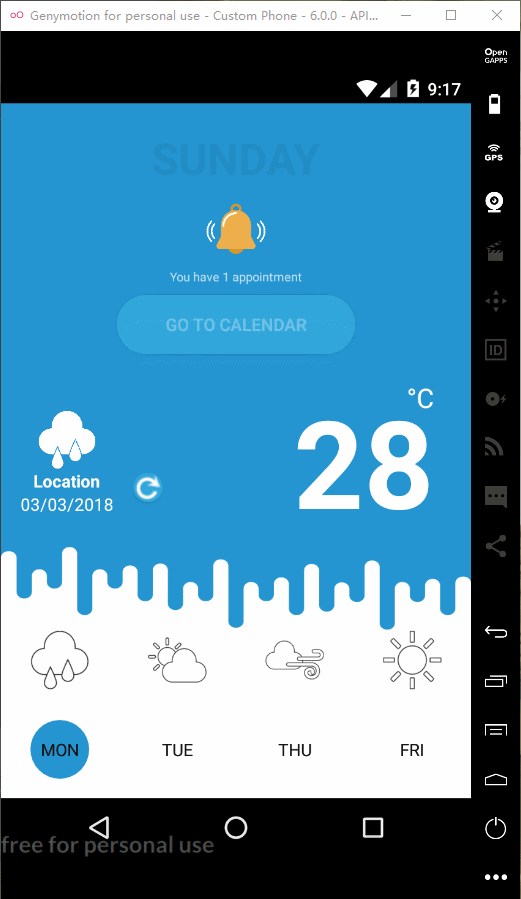 Genymotion for personal use - Custom Phone - 6.0.0 - API...
Open
GAPPS
9:17
GPS
SUNDAY
You have 1 appointment
GO TO CALENDAR
ID
°C
28
Location
03/03/2018
MON TUE THU FRI
free for personal use